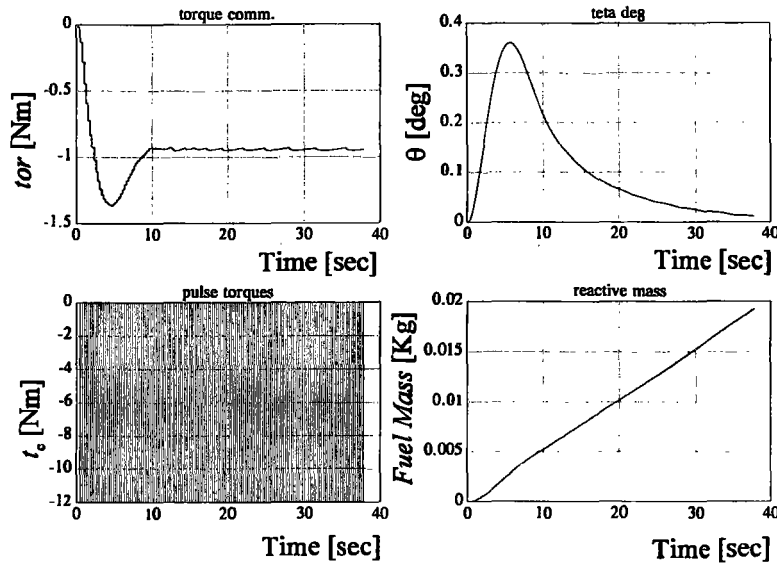 torque comm.
0
-0.5
-1
-1.5
tor [Nm]
0 10 20 30 40
Time [sec]
teta deg
0.4
0.3
0.2
0.1
0
θ [deg]
0 10 20 30 40
Time [sec]
pulse torques
0
-2
-4
-6
-8
-10
-12
t_c [Nm]
0 10 20 30 40
Time [sec]
reactive mass
0.02
0.015
0.01
0.005
0
Fuel Mass [Kg]
0 10 20 30 40
Time [sec]